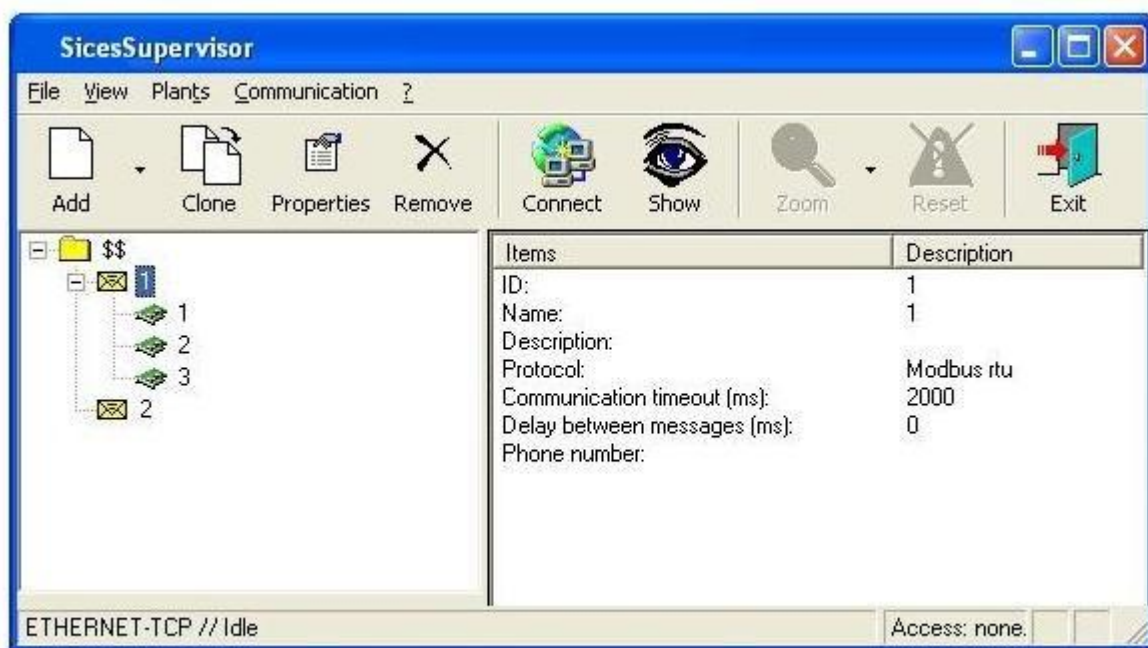 SicesSupervisor
File View Plants Communication ?
Add Clone Properties Remove Connect Show Zoom Reset Exit
$$
1
1
2
3
2
Items Description
ID: 1
Name: 1
Description:
Protocol: Modbus rtu
Communication timeout (ms): 2000
Delay between messages (ms): 0
Phone number:
ETHERNET-TCP // Idle Access: none.